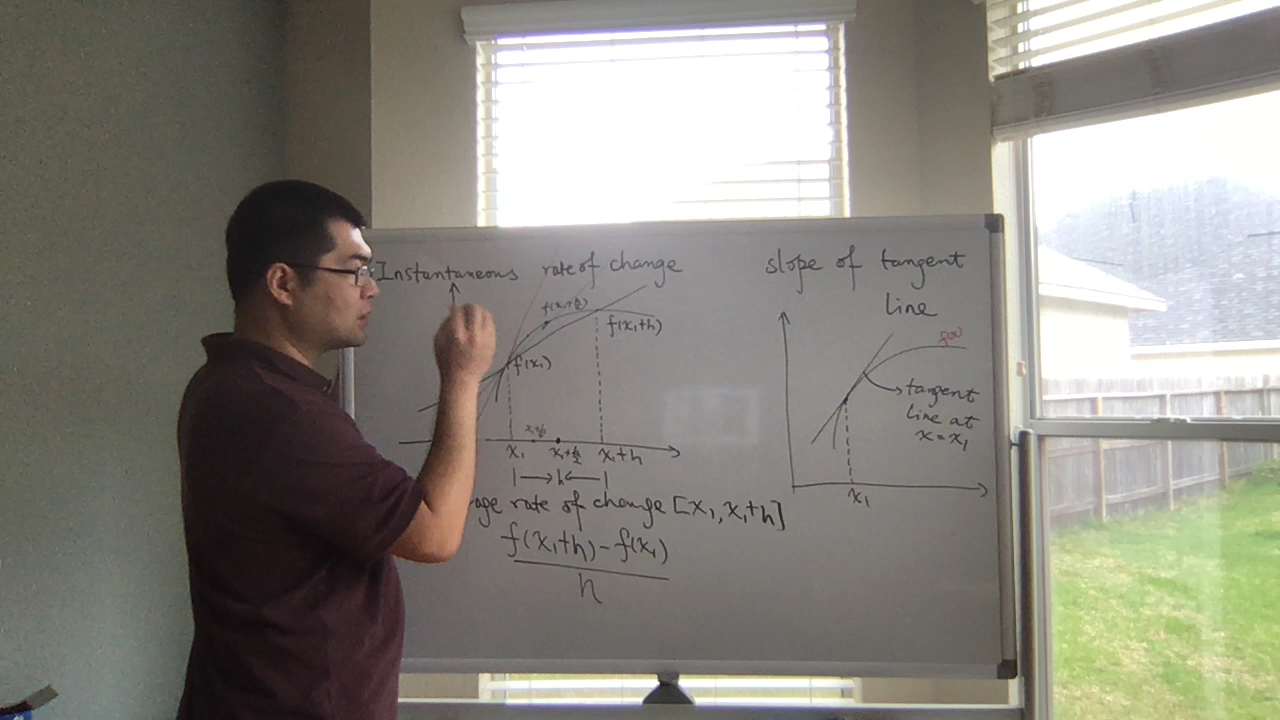 Instantaneous rate of change
f(x₁+h/2)
f(x₁+h)
f(x₁)
x₁ x₁+h/2 x₁+h
h
rage rate of change [x₁, x₁+h]
f(x₁+h)-f(x₁)
h
slope of tangent
line
f(x)
tangent
line at
x=x₁
x₁